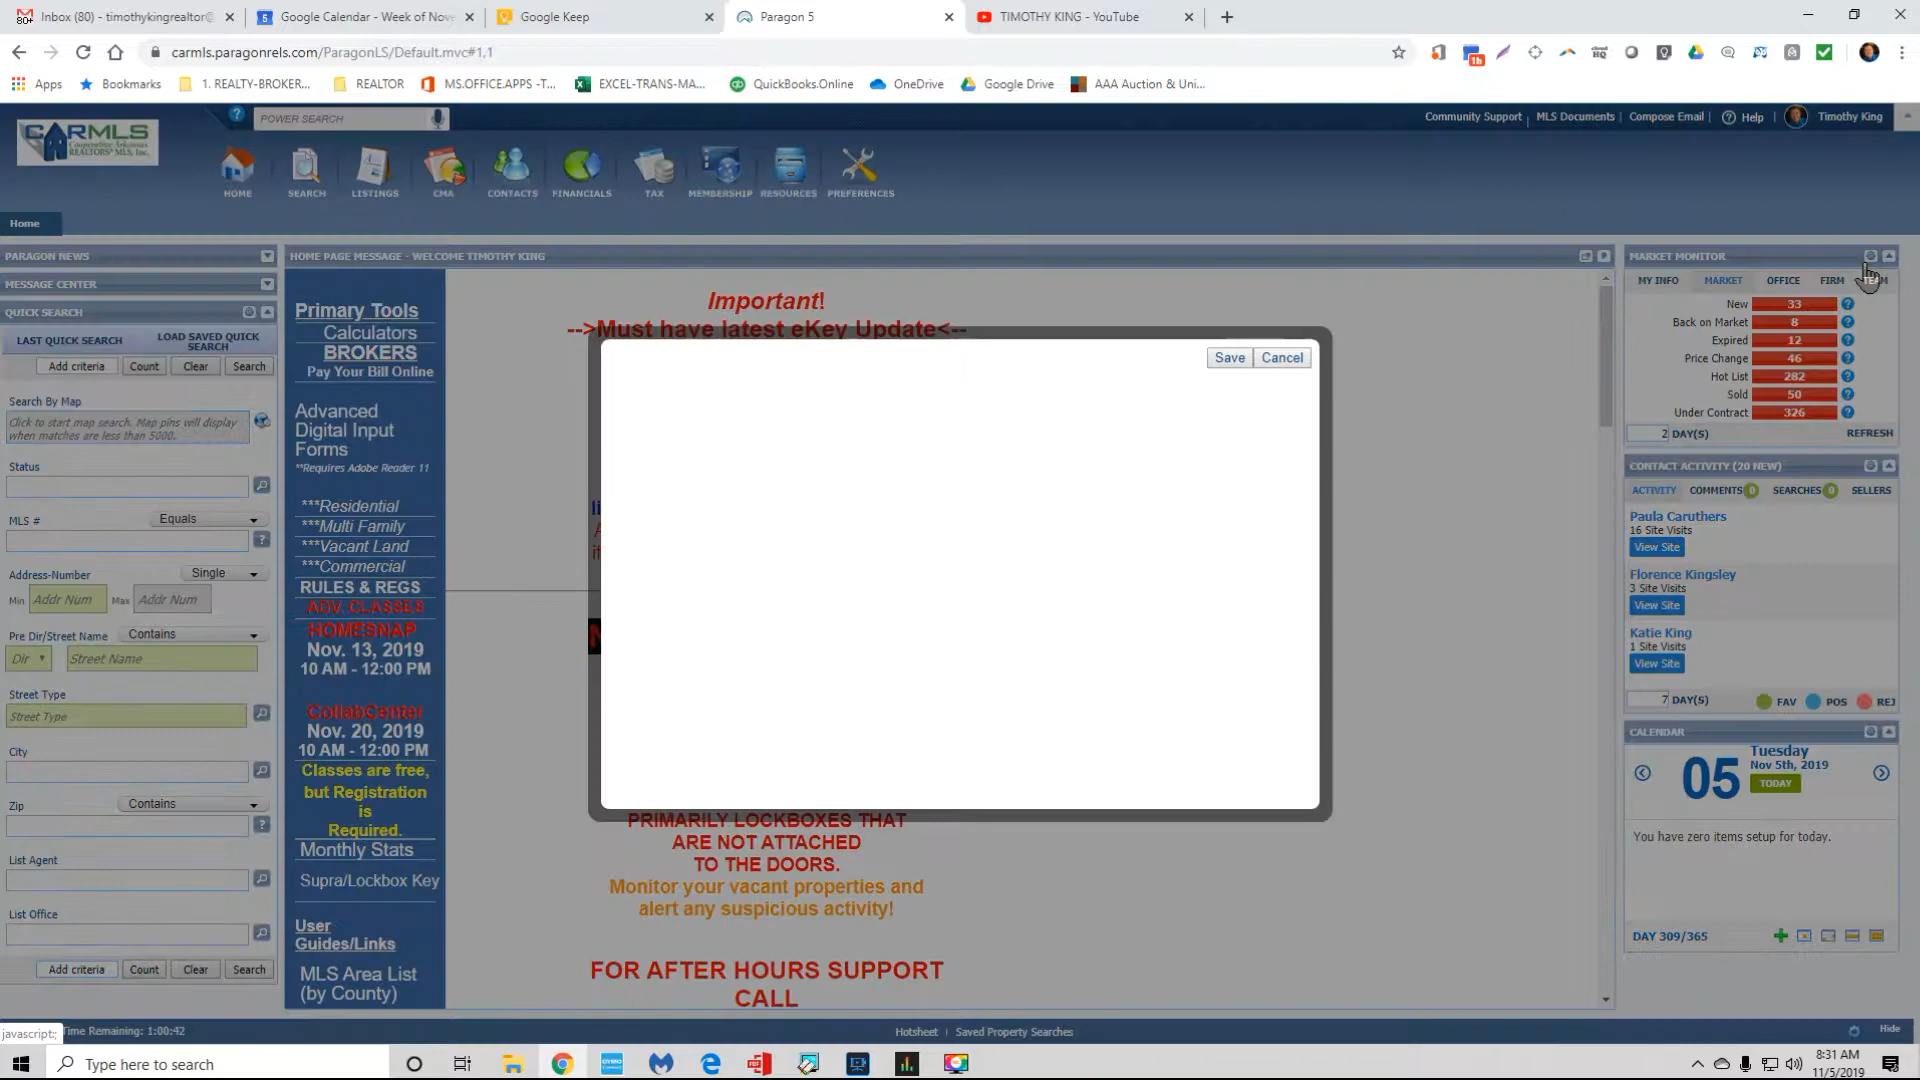 Inbox (80) - timothykingrealtor@
Google Calendar - Week of Nov
Google Keep
Paragon 5
TIMOTHY KING - YouTube
carmls.paragonrels.com/ParagonLS/Default.mvc#1,1
1h
Apps
Bookmarks
1. REALTY-BROKER...
REALTOR
MS.OFFICE.APPS -T...
EXCEL-TRANS-MA...
QuickBooks.Online
OneDrive
Google Drive
AAA Auction & Uni...
CARMLS
Cooperative Arkansas
REALTORS® MLS, Inc.
POWER SEARCH
Community Support
MLS Documents
Compose Email
Help
Timothy King
HOME
SEARCH
LISTINGS
CMA
CONTACTS
FINANCIALS
TAX
MEMBERSHIP
RESOURCES
PREFERENCES
Home
PARAGON NEWS
MESSAGE CENTER
QUICK SEARCH
LAST QUICK SEARCH
LOAD SAVED QUICK SEARCH
Add criteria
Count
Clear
Search
Search By Map
Click to start map search. Map pins will display
when matches are less than 5000.
Status
MLS #
Equals
Address-Number
Single
Min
Addr Num
Max
Addr Num
Pre Dir/Street Name
Contains
Dir
Street Name
Street Type
Street Type
City
Zip
Contains
List Agent
List Office
Add criteria
Count
Clear
Search
HOME PAGE MESSAGE - WELCOME TIMOTHY KING
Primary Tools
Calculators
BROKERS
Pay Your Bill Online
Advanced
Digital Input
Forms
**Requires Adobe Reader 11
***Residential
***Multi Family
***Vacant Land
***Commercial
RULES & REGS
ADV. CLASSES
HOMESNAP
Nov. 13, 2019
10 AM - 12:00 PM
CollabCenter
Nov. 20, 2019
10 AM - 12:00 PM
Classes are free,
but Registration
is
Required.
Monthly Stats
Supra/Lockbox Key
User
Guides/Links
MLS Area List
(by County)
Important!
-->Must have latest eKey Update<--
Save
Cancel
PRIMARILY LOCKBOXES THAT
ARE NOT ATTACHED
TO THE DOORS.
Monitor your vacant properties and
alert any suspicious activity!
FOR AFTER HOURS SUPPORT
CALL
MARKET MONITOR
MY INFO
MARKET
OFFICE
FIRM
New 33
Back on Market 8
Expired 12
Price Change 46
Hot List 282
Sold 50
Under Contract 326
2 DAY(S)
REFRESH
CONTACT ACTIVITY (20 NEW)
ACTIVITY
COMMENTS 0
SEARCHES 0
SELLERS
Paula Caruthers
16 Site Visits
View Site
Florence Kingsley
3 Site Visits
View Site
Katie King
1 Site Visits
View Site
7 DAY(S)
FAV
POS
REJ
CALENDAR
05
Tuesday
Nov 5th, 2019
TODAY
You have zero items setup for today.
DAY 309/365
javascript:;
Time Remaining: 1:00:42
Hotsheet
Saved Property Searches
Hide
Type here to search
8:31 AM
11/5/2019